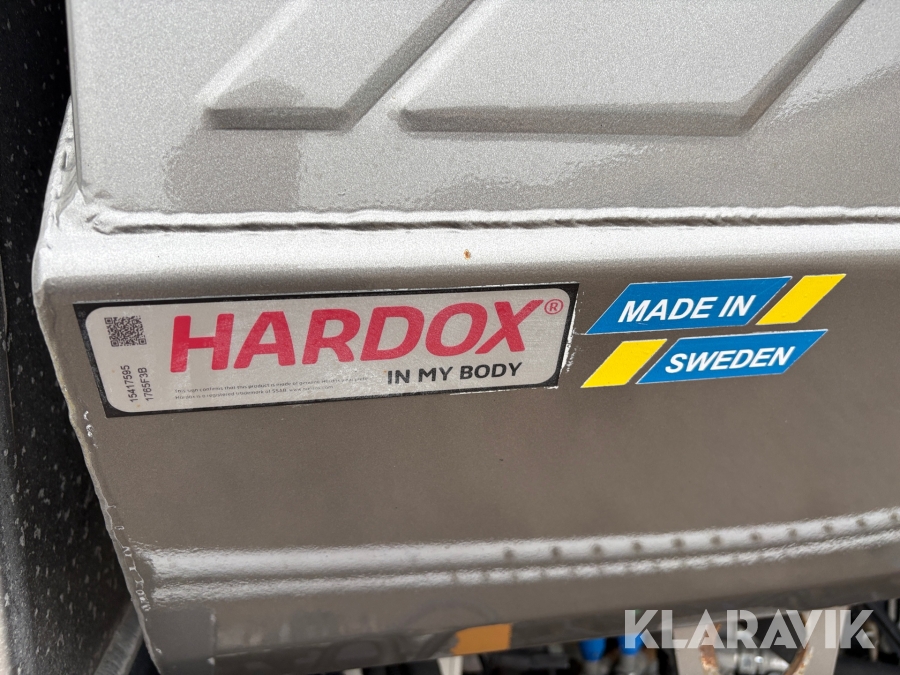 HARDOX®
IN MY BODY
15417595
1765F3B
MADE IN
SWEDEN
KLARAVIK